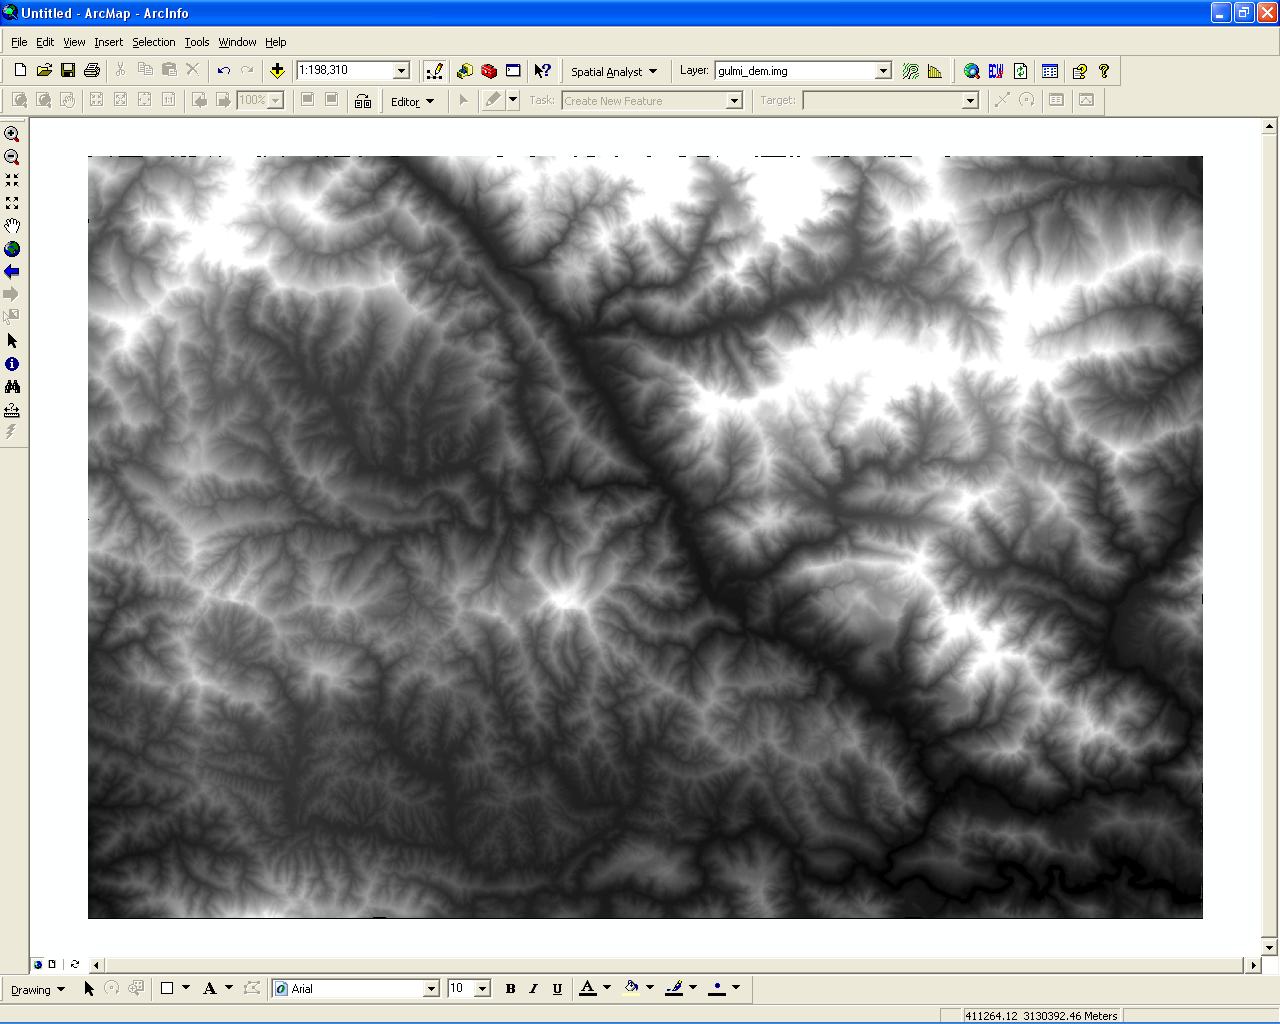 Untitled - ArcMap - ArcInfo
File Edit View Insert Selection Tools Window Help
1:198,310 Spatial Analyst Layer: gulmi_dem.img
100% Editor Task: Create New Feature Target:
Drawing A Arial 10 B I U A
411264.12 3130392.46 Meters